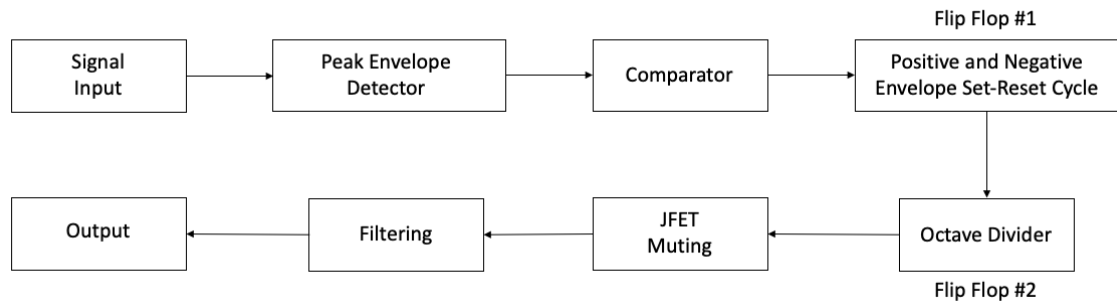 Flip Flop #1
Signal
Input
Peak Envelope
Detector
Comparator
Positive and Negative
Envelope Set-Reset Cycle
Output
Filtering
JFET
Muting
Octave Divider
Flip Flop #2